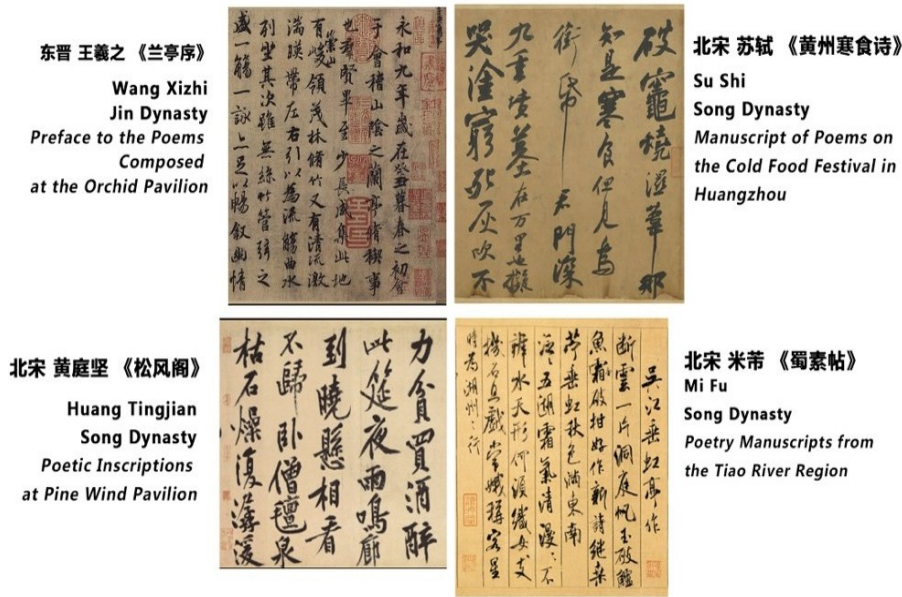 东晋 王羲之 《兰亭序》
Wang Xizhi
Jin Dynasty
Preface to the Poems
Composed
at the Orchid Pavilion
永和九年歲在癸丑暮春之初會
于會稽山陰之蘭亭脩稧事
也羣賢畢至少長咸集此地
有崇山峻領茂林脩竹又有清流激
湍暎帶左右引以為流觴曲水
列坐其次雖無絲竹管弦之
盛一觴一詠亦足以暢叙幽情
北宋 苏轼 《黄州寒食诗》
Su Shi
Song Dynasty
Manuscript of Poems on
the Cold Food Festival in
Huangzhou
破竈燒濕葦那
知是寒食但見烏
銜帋君門深
九重墳墓在万里也擬
哭塗窮死灰吹不
北宋 黄庭坚 《松风阁》
Huang Tingjian
Song Dynasty
Poetic Inscriptions
at Pine Wind Pavilion
力貧買酒醉
此筵夜雨鳴廊
到曉懸相看
不歸臥僧氈泉
枯石燥復潺湲
北宋 米芾 《蜀素帖》
Mi Fu
Song Dynasty
Poetry Manuscripts from
the Tiao River Region
吳江垂虹亭作
斷雲一片洞庭帆玉破鱸
魚霜破柑好作新詩繼桑
苧垂虹秋色滿東南
泛泛五湖霜氣清漫漫不
辨水天形何須織女支
機石且戲常娥稱客星
時為湖州之行